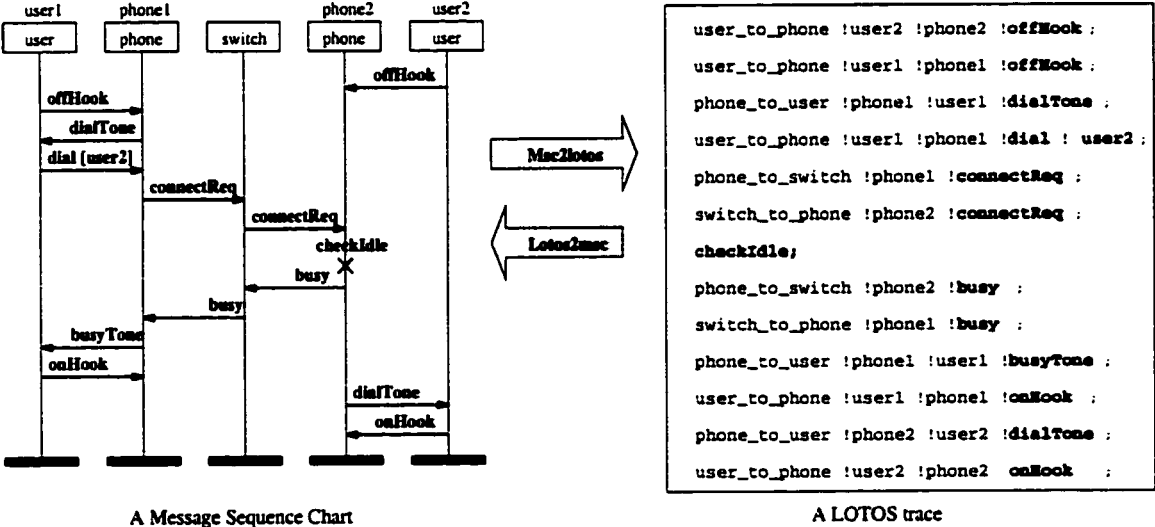 user1 phone1 phone2 user2
user phone switch phone user
offHook
offHook
dialTone
dial [user2]
connectReq
connectReq
checkIdle
busy
busy
busyTone
onHook
dialTone
onHook
A Message Sequence Chart
Msc2lotos
Lotos2msc
user_to_phone !user2 !phone2 !offHook ;
user_to_phone !user1 !phone1 !offHook ;
phone_to_user !phone1 !user1 !dialTone ;
user_to_phone !user1 !phone1 !dial ! user2 ;
phone_to_switch !phone1 !connectReq ;
switch_to_phone !phone2 !connectReq ;
checkIdle;
phone_to_switch !phone2 !busy ;
switch_to_phone !phone1 !busy ;
phone_to_user !phone1 !user1 !busyTone ;
user_to_phone !user1 !phone1 !onHook ;
phone_to_user !phone2 !user2 !dialTone ;
user_to_phone !user2 !phone2 onHook ;
A LOTOS trace